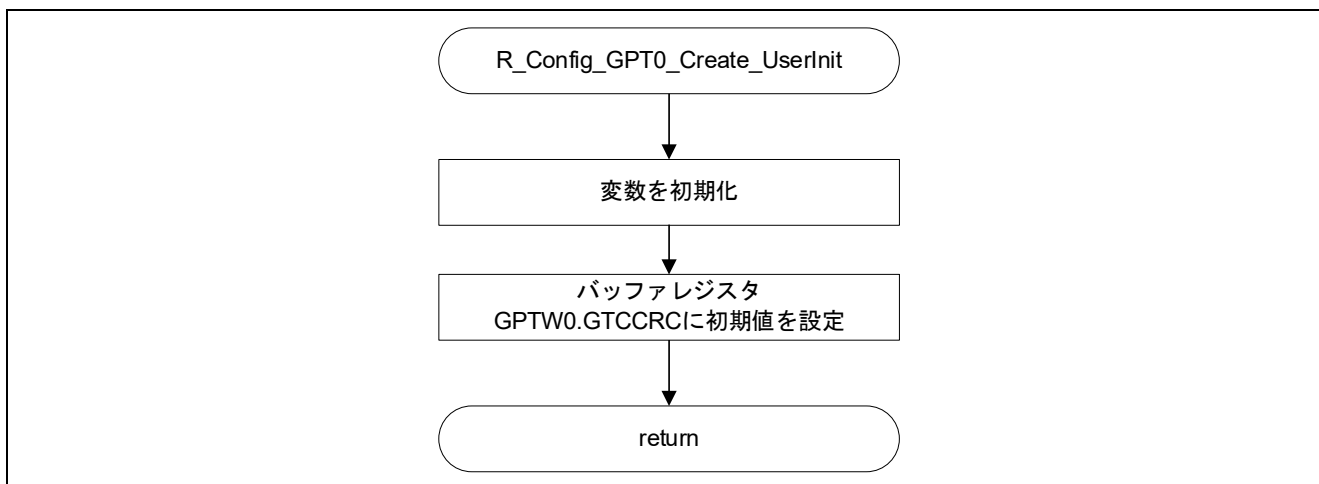 R_Config_GPT0_Create_UserInit
変数を初期化
バッファレジスタ
GPTW0.GTCCRCに初期値を設定
return